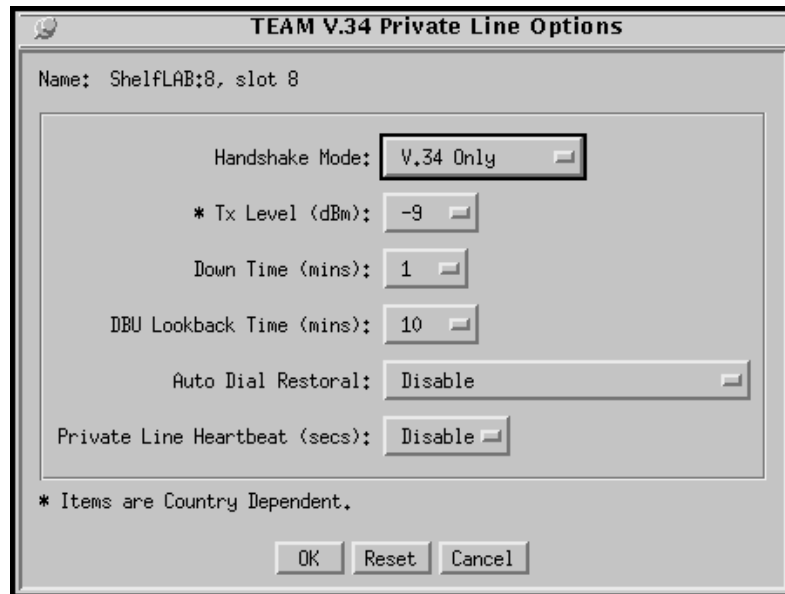 TEAM V.34 Private Line Options
Name: ShelfLAB:8, slot 8
Handshake Mode: V.34 Only
* Tx Level (dBm): -9
Down Time (mins): 1
DBU Lookback Time (mins): 10
Auto Dial Restoral: Disable
Private Line Heartbeat (secs): Disable
* Items are Country Dependent.
OK Reset Cancel